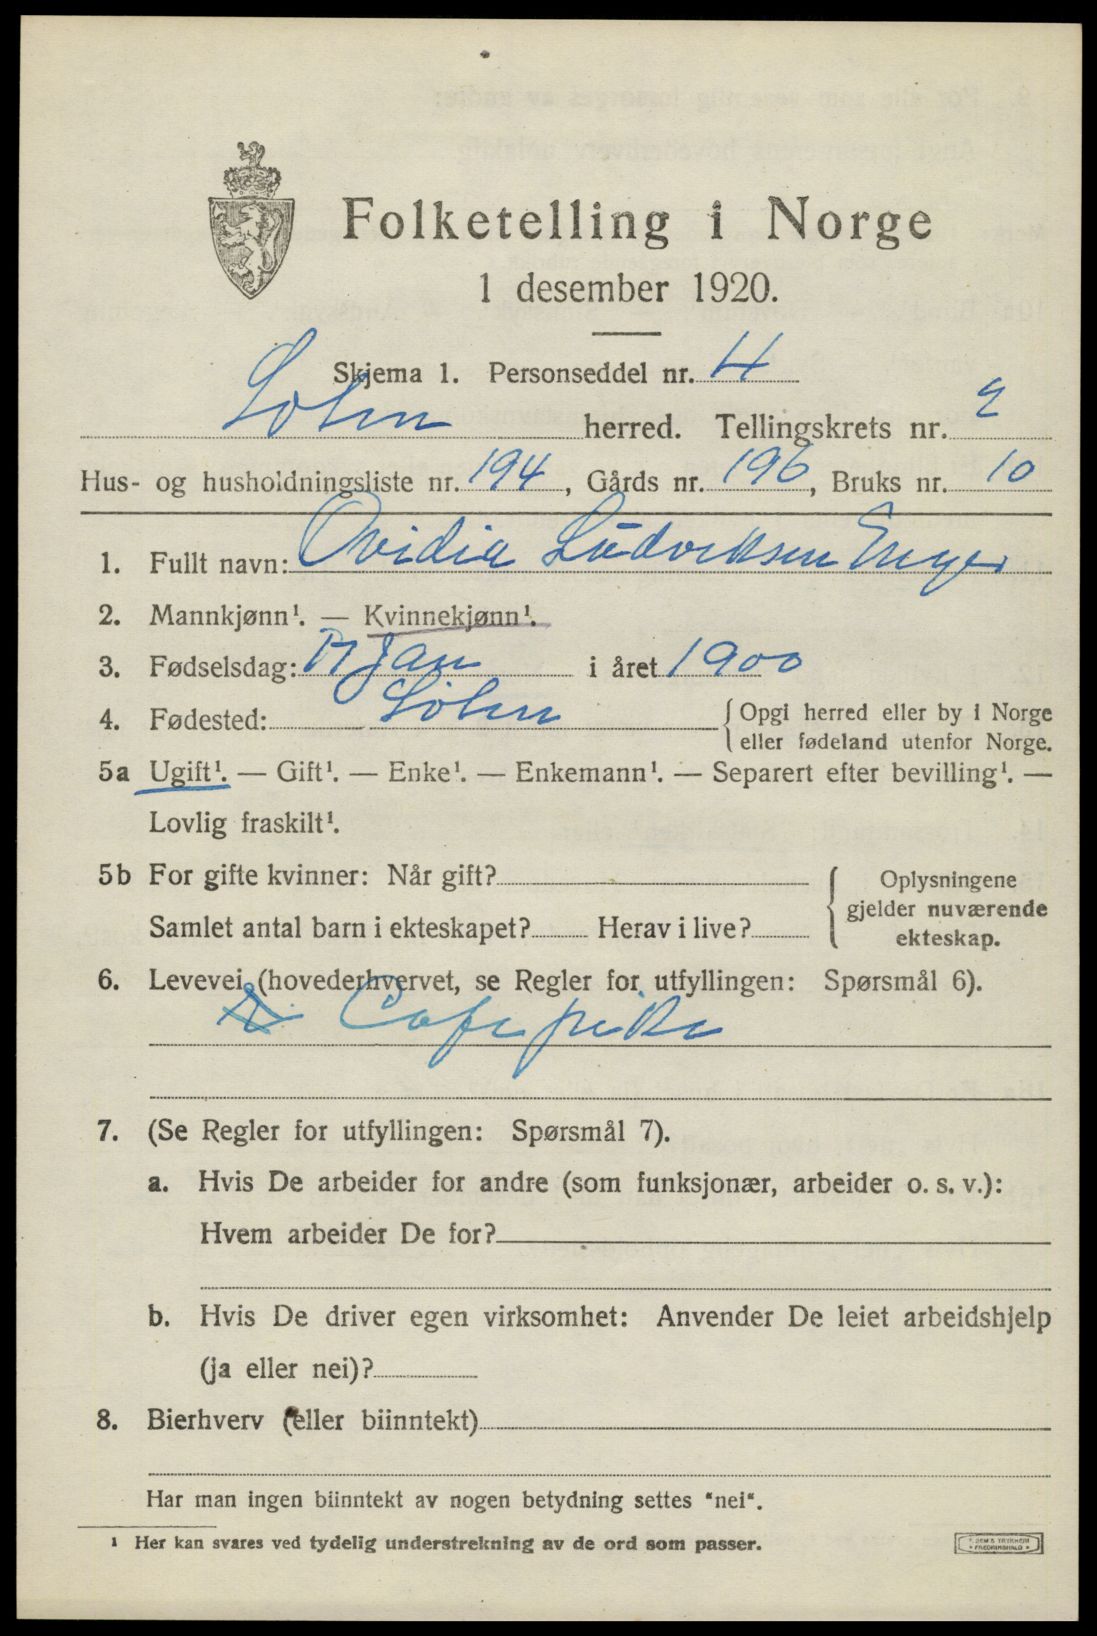 Folketelling i Norge
1 desember 1920.
Skjema 1. Personseddel nr. 4
herred. Tellingskrets nr. 2
Hus- og husholdningsliste nr. 194, Gårds nr. 196, Bruks nr. 10
1. Fullt navn: Ovidia Ludviksen Enger
2. Mannkjønn¹. — Kvinnekjønn¹.
3. Fødselsdag: Jan i året 1900
4. Fødested: { Opgi herred eller by i Norge
eller fødeland utenfor Norge.
5a Ugift¹. — Gift¹. — Enke¹. — Enkemann¹. — Separert efter bevilling¹. —
Lovlig fraskilt¹.
5b For gifte kvinner: Når gift? { Oplysningene
gjelder nuværende
Samlet antal barn i ekteskapet? Herav i live? ekteskap.
6. Levevei (hovederhvervet, se Regler for utfyllingen: Spørsmål 6).
Cafepike
7. (Se Regler for utfyllingen: Spørsmål 7).
a. Hvis De arbeider for andre (som funksjonær, arbeider o. s. v.):
Hvem arbeider De for?
b. Hvis De driver egen virksomhet: Anvender De leiet arbeidshjelp
(ja eller nei)?
8. Bierhverv (eller biinntekt)
Har man ingen biinntekt av nogen betydning settes "nei".
¹ Her kan svares ved tydelig understrekning av de ord som passer.